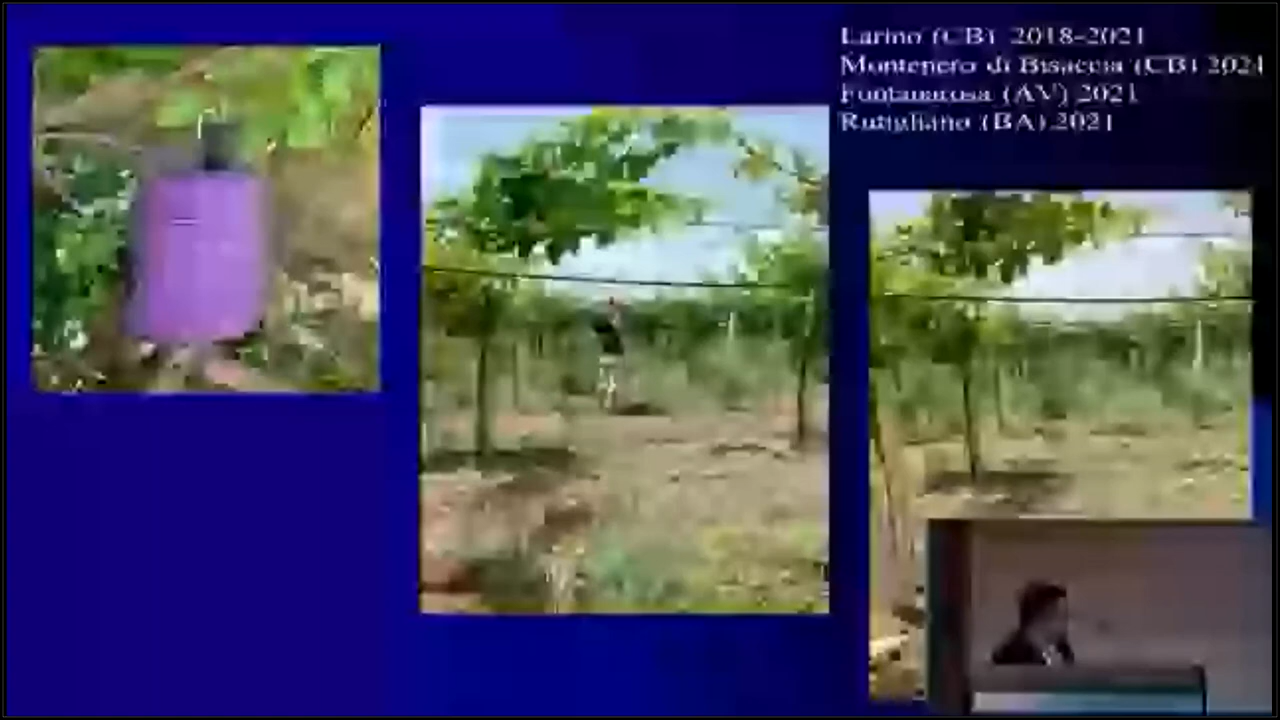 Larino (CB) 2018-2021
Montenero di Bisaccia (CB) 2021
Fontanarosa (AV) 2021
Rutigliano (BA) 2021